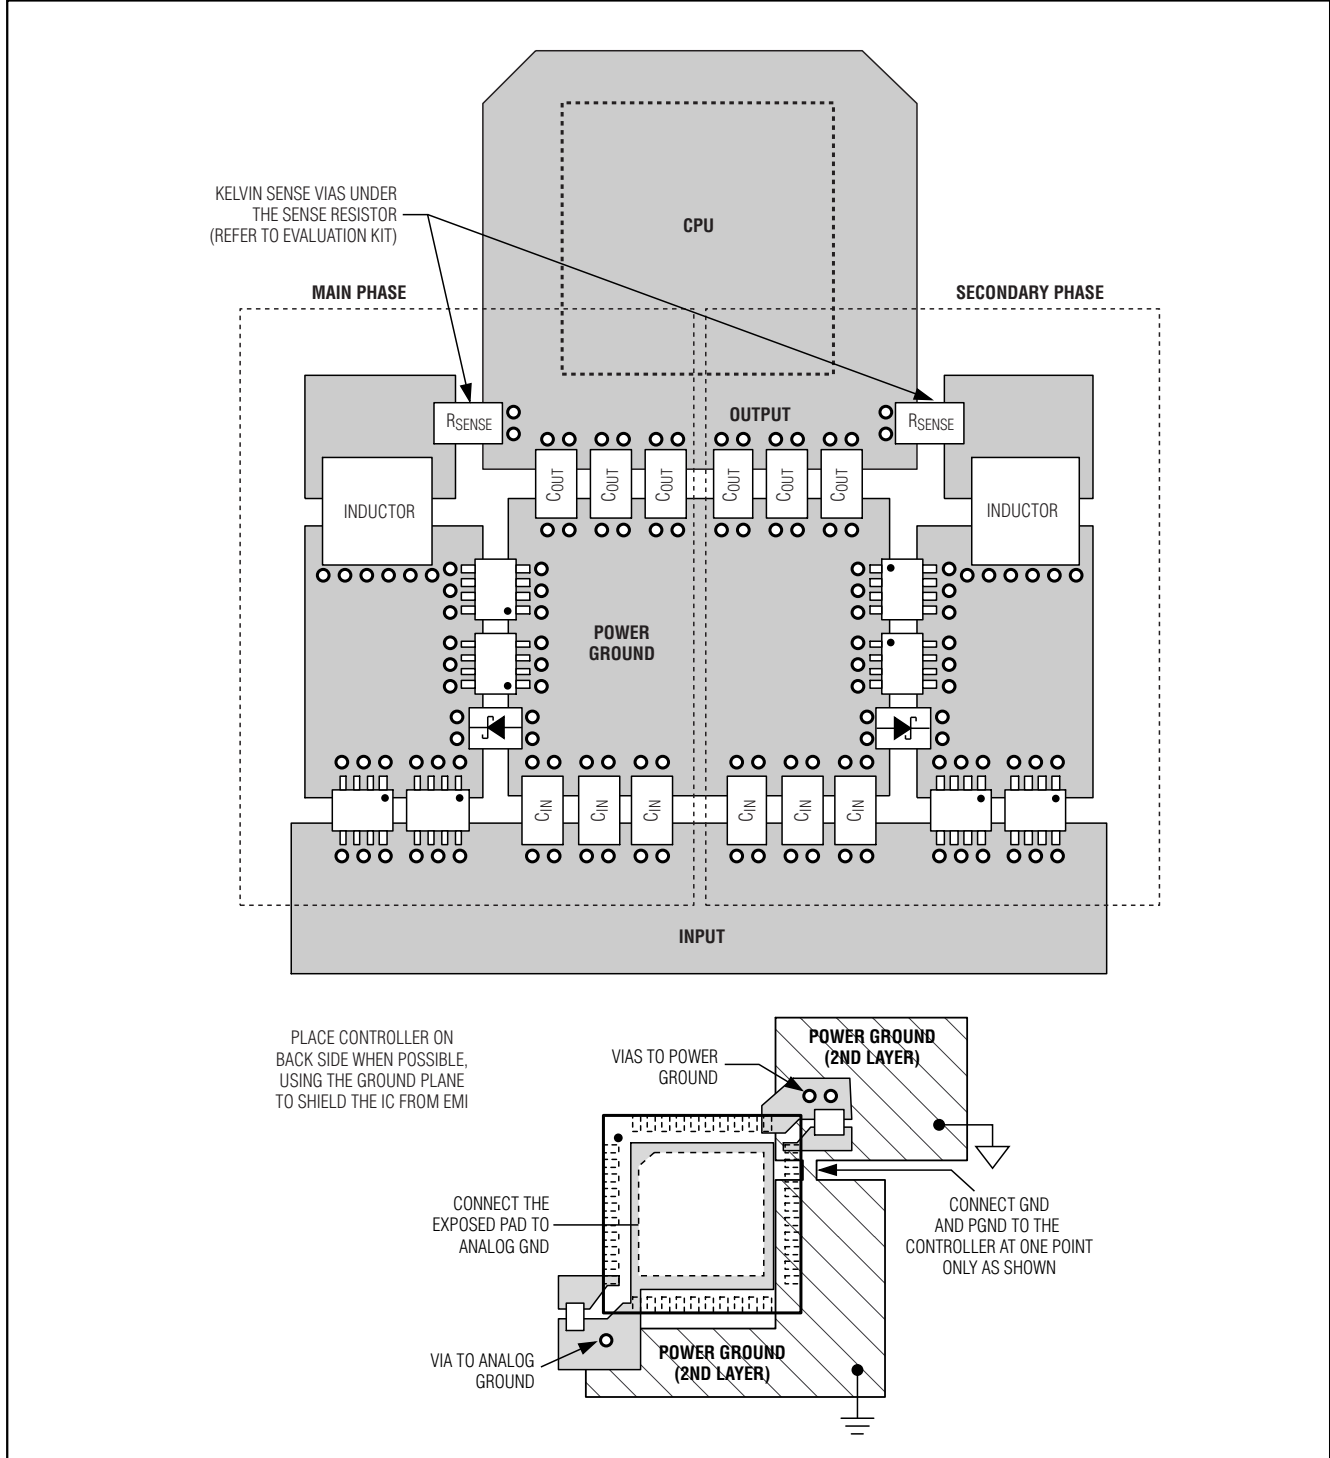 CPU
KELVIN SENSE VIAS UNDER
THE SENSE RESISTOR
(REFER TO EVALUATION KIT)
MAIN PHASE
SECONDARY PHASE
RSENSE
OUTPUT
RSENSE
COUT
COUT
COUT
COUT
COUT
COUT
INDUCTOR
INDUCTOR
POWER
GROUND
CIN
CIN
CIN
CIN
CIN
CIN
INPUT
PLACE CONTROLLER ON
BACK SIDE WHEN POSSIBLE,
USING THE GROUND PLANE
TO SHIELD THE IC FROM EMI
VIAS TO POWER
GROUND
POWER GROUND
(2ND LAYER)
CONNECT THE
EXPOSED PAD TO
ANALOG GND
CONNECT GND
AND PGND TO THE
CONTROLLER AT ONE POINT
ONLY AS SHOWN
VIA TO ANALOG
GROUND
POWER GROUND
(2ND LAYER)